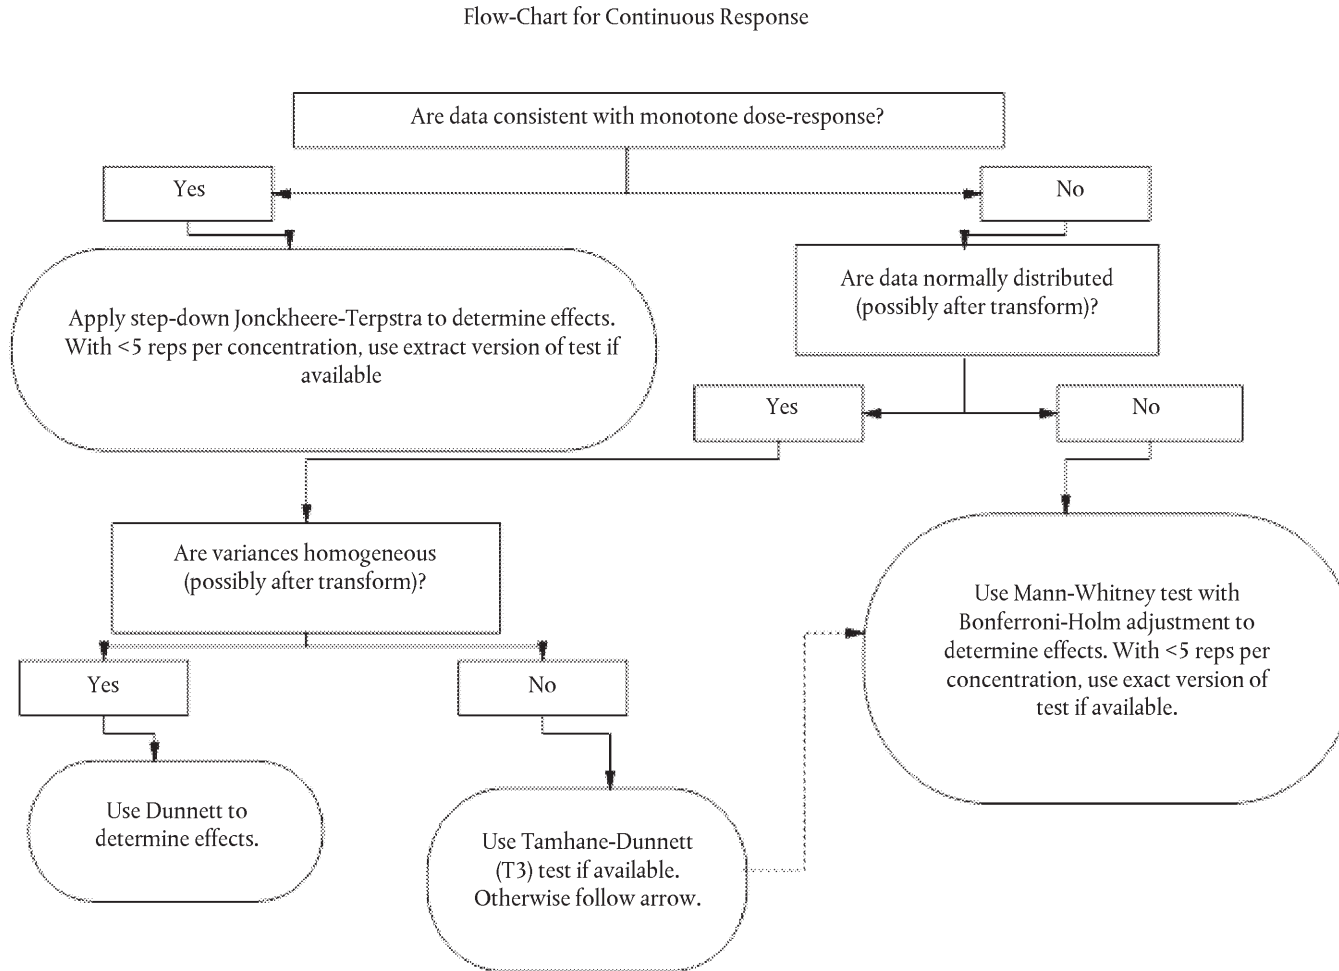 Flow-Chart for Continuous Response
Are data consistent with monotone dose-response?
Yes
No
Apply step-down Jonckheere-Terpstra to determine effects.
With <5 reps per concentration, use extract version of test if
available
Are data normally distributed
(possibly after transform)?
Yes
No
Are variances homogeneous
(possibly after transform)?
Use Mann-Whitney test with
Bonferroni-Holm adjustment to
determine effects. With <5 reps per
concentration, use exact version of
test if available.
Yes
No
Use Dunnett to
determine effects.
Use Tamhane-Dunnett
(T3) test if available.
Otherwise follow arrow.